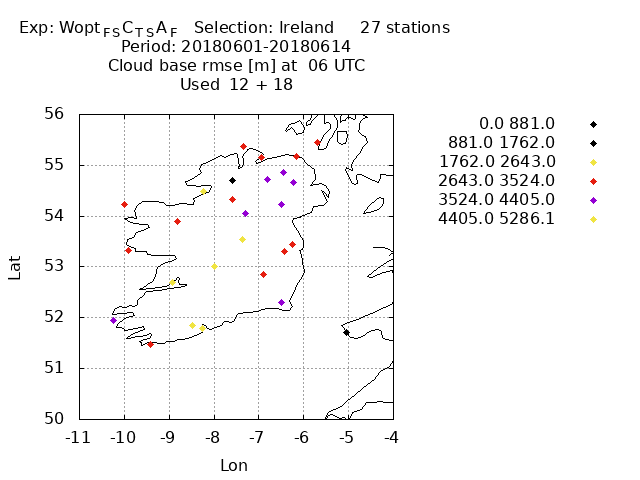 Exp: Wopt FS C TS A F Selection: Ireland 27 stations
Period: 20180601-20180614
Cloud base rmse [m] at 06 UTC
Used 12 + 18
0.0 881.0
881.0 1762.0
1762.0 2643.0
2643.0 3524.0
3524.0 4405.0
4405.0 5286.1
56
55
54
53
52
51
50
Lat
-11 -10 -9 -8 -7 -6 -5 -4
Lon